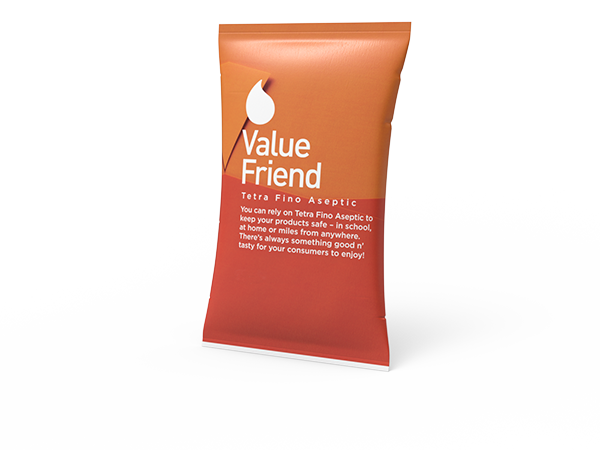 Value
Friend
Tetra Fino Aseptic
You can rely on Tetra Fino Aseptic to
keep your products safe – in school,
at home or miles from anywhere.
There's always something good n'
tasty for your consumers to enjoy!